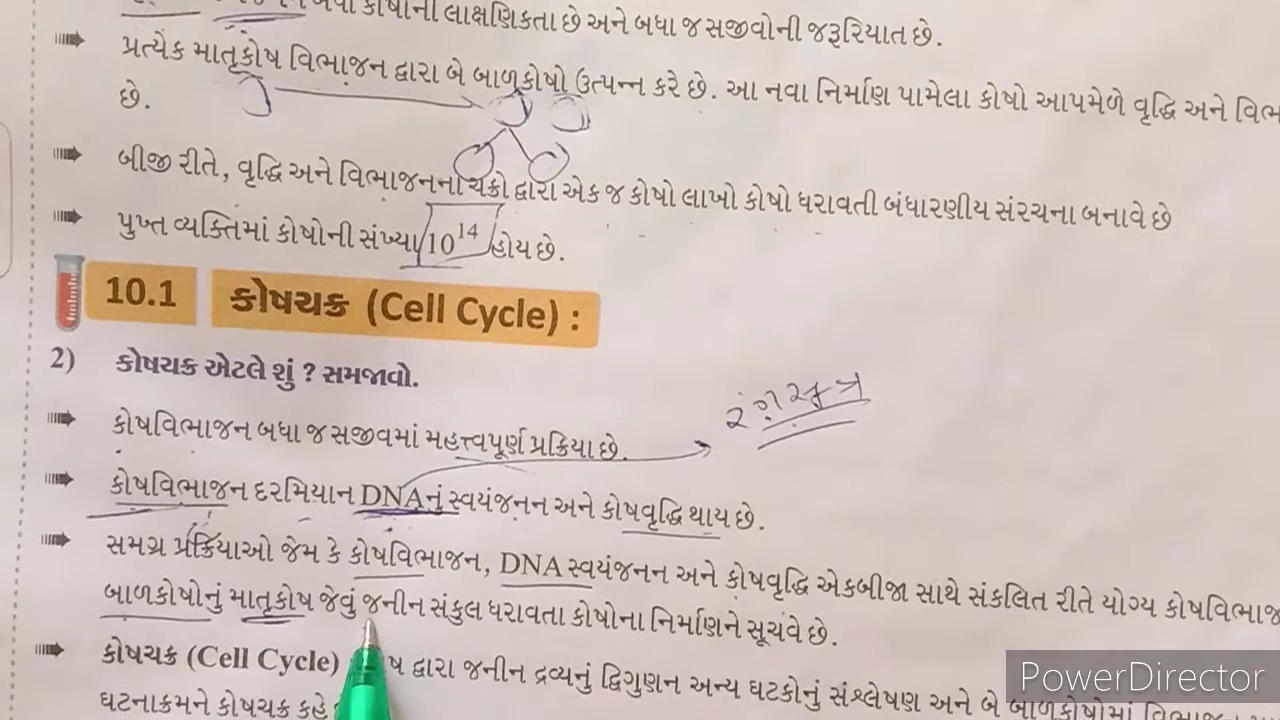 કોષોની લાક્ષણિકતા છે અને બધા જ સજીવોની જરૂરિયાત છે.
પ્રત્યેક માતૃકોષ વિભાજન દ્વારા બે બાળકોષો ઉત્પન્ન કરે છે. આ નવા નિર્માણ પામેલા કોષો આપમેળે વૃદ્ધિ અને
છે.
બીજી રીતે, વૃદ્ધિ અને વિભાજનના ચક્રો દ્વારા એક જ કોષો લાખો કોષો ધરાવતી બંધારણીય સંરચના બનાવે છે
પુખ્ત વ્યક્તિમાં કોષોની સંખ્યા 10¹⁴ હોય છે.
10.1 કોષચક્ર (Cell Cycle) :
2) કોષચક્ર એટલે શું ? સમજાવો.
રંગસૂત્ર
કોષવિભાજન બધા જ સજીવમાં મહત્ત્વપૂર્ણ પ્રક્રિયા છે.
કોષવિભાજન દરમિયાન DNAનું સ્વયંજનન અને કોષવૃદ્ધિ થાય છે.
સમગ્ર પ્રક્રિયાઓ જેમ કે કોષવિભાજન, DNA સ્વયંજનન અને કોષવૃદ્ધિ એકબીજા સાથે સંકલિત રીતે યોગ્ય
બાળકોષોનું માતૃકોષ જેવું જનીન સંકુલ ધરાવતા કોષોના નિર્માણને સૂચવે છે.
કોષચક્ર (Cell Cycle) દ્વારા જનીન દ્રવ્યનું દ્વિગુણન અન્ય ઘટકોનું સંશ્લેષણ અને બે બાળકોષોમાં
ઘટનાક્રમને કોષચક્ર કહે
PowerDirector